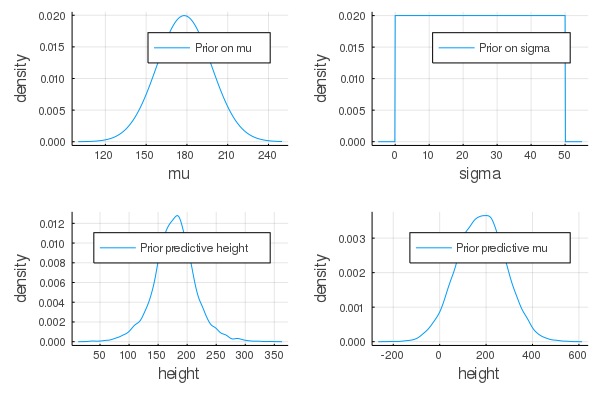 0.020
0.015
0.010
0.005
0.000
density
Prior on mu
120 150 180 210 240
mu
0.020
0.015
0.010
0.005
0.000
density
Prior on sigma
0 10 20 30 40 50
sigma
0.012
0.010
0.008
0.006
0.004
0.002
0.000
density
Prior predictive height
50 100 150 200 250 300 350
height
0.003
0.002
0.001
0.000
density
Prior predictive mu
-200 0 200 400 600
height